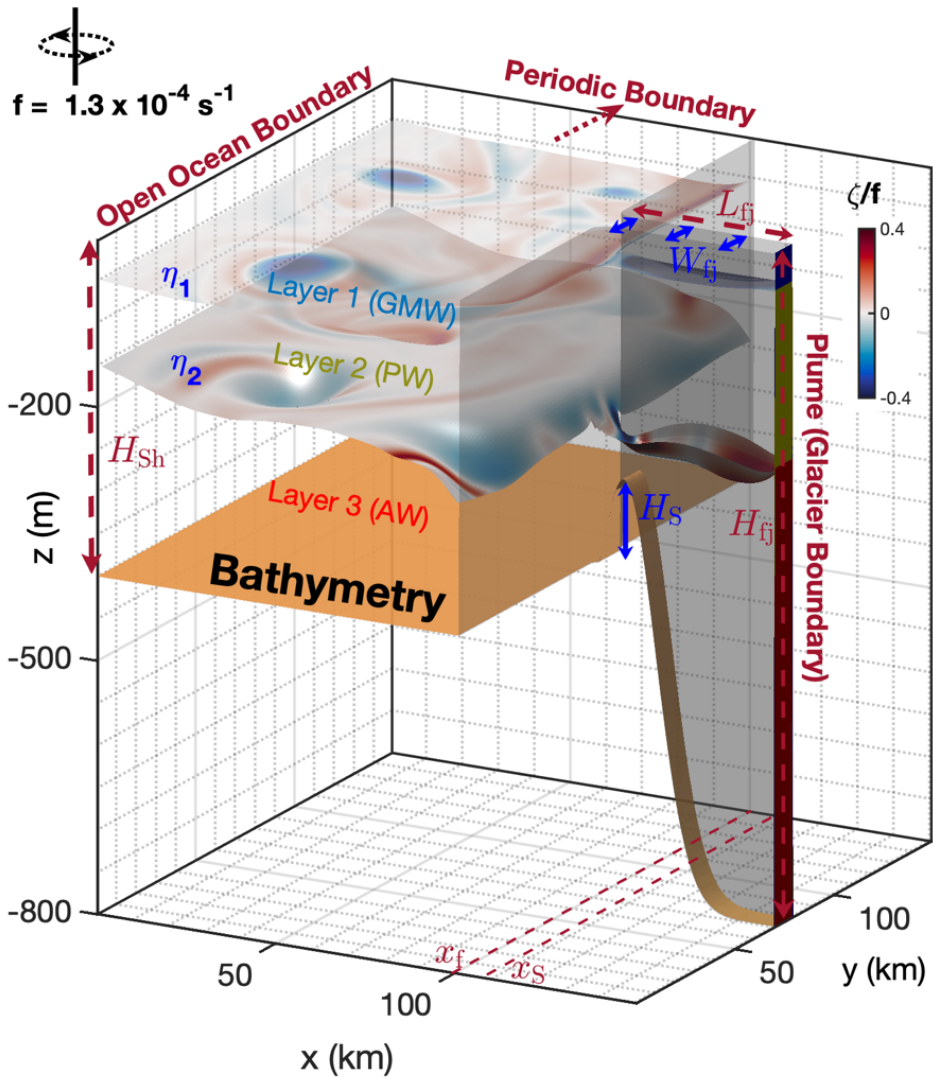 f = 1.3 x 10⁻⁴ s⁻¹
Open Ocean Boundary
Periodic Boundary
ζ/f
0.4
0
-0.4
L_fj
W_fj
η₁
Layer 1 (GMW)
η₂
Layer 2 (PW)
Plume (Glacier Boundary)
-200
H_Sh
Layer 3 (AW)
H_S
H_fj
z (m)
Bathymetry
-500
-800
x_f
x_S
50
100
x (km)
50
100
y (km)